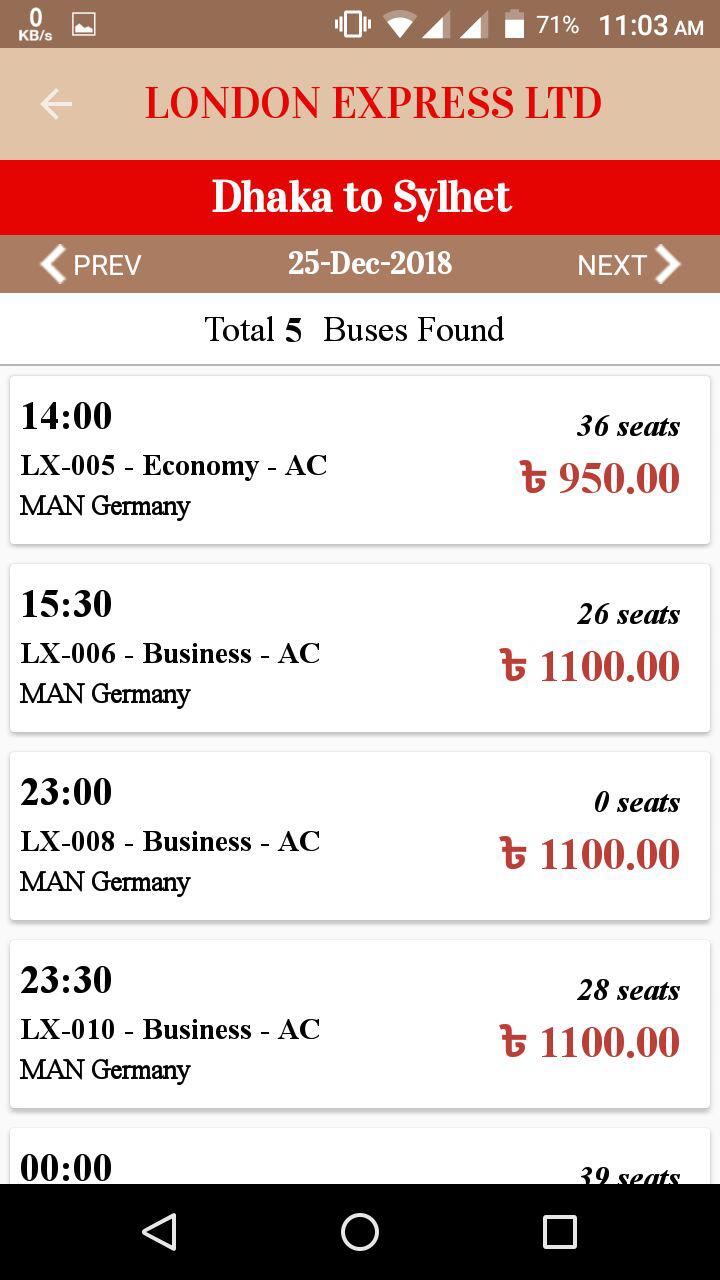 0
KB/s
71% 11:03 AM
LONDON EXPRESS LTD
Dhaka to Sylhet
PREV 25-Dec-2018 NEXT
Total 5 Buses Found
14:00
36 seats
LX-005 - Economy - AC
৳ 950.00
MAN Germany
15:30
26 seats
LX-006 - Business - AC
৳ 1100.00
MAN Germany
23:00
0 seats
LX-008 - Business - AC
৳ 1100.00
MAN Germany
23:30
28 seats
LX-010 - Business - AC
৳ 1100.00
MAN Germany
00:00
39 seats